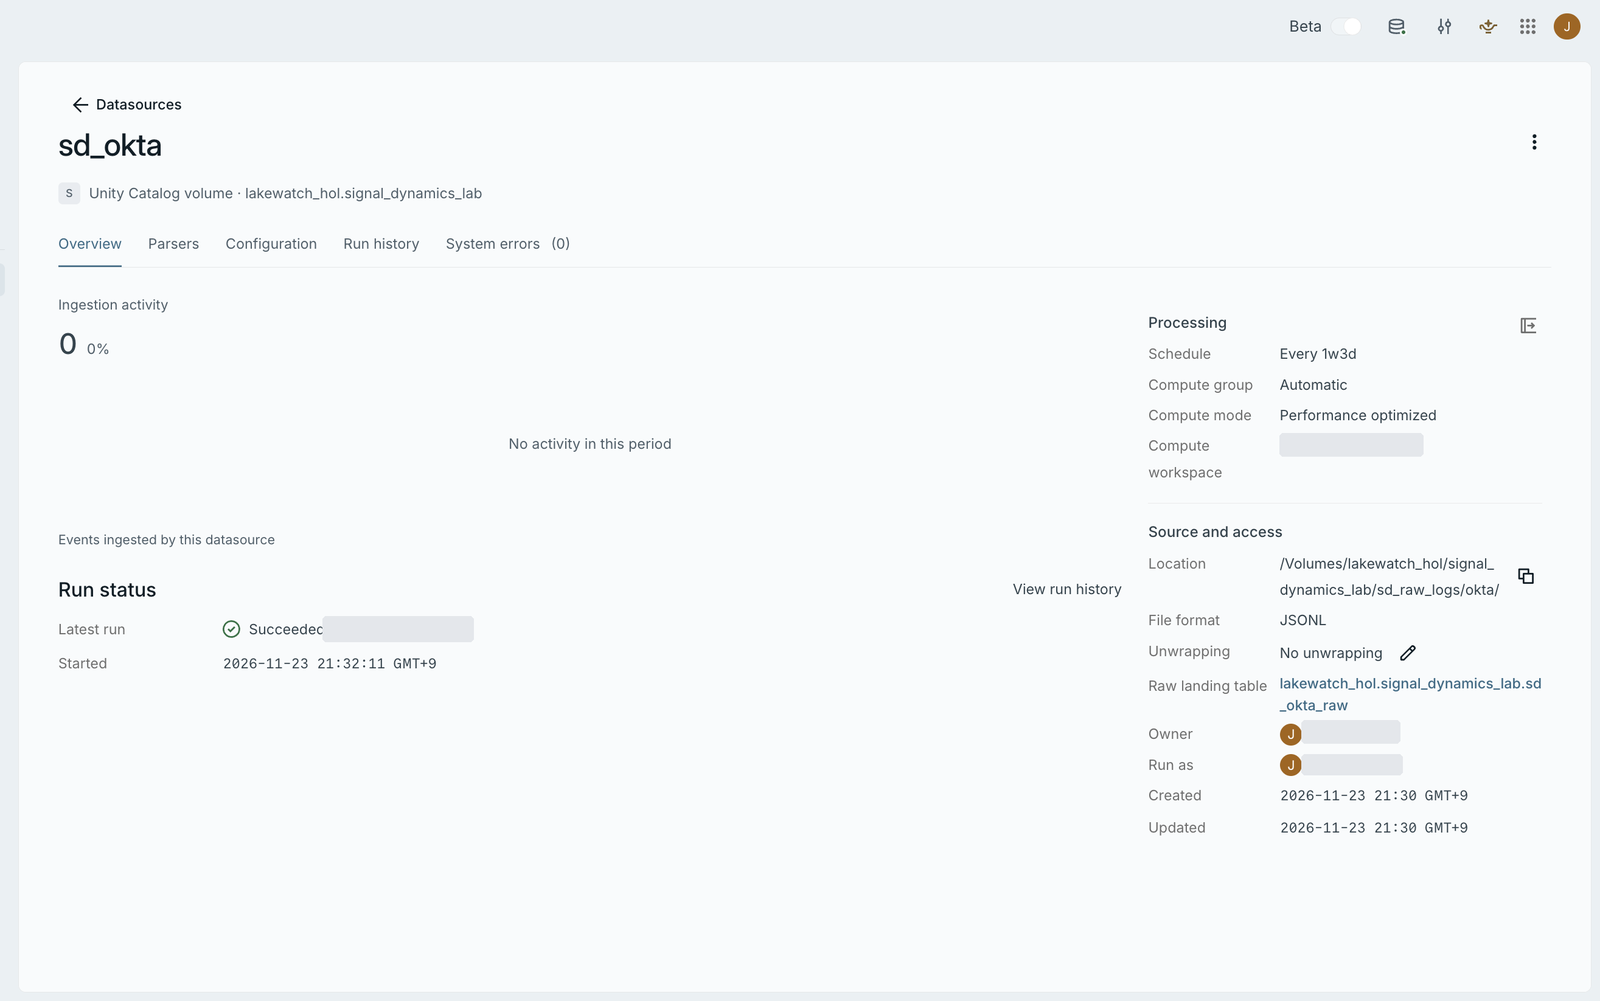 Beta
J
Datasources
sd_okta
S Unity Catalog volume · lakewatch_hol.signal_dynamics_lab
Overview Parsers Configuration Run history System errors (0)
Ingestion activity
0 0%
No activity in this period
Events ingested by this datasource
Run status View run history
Latest run Succeeded
Started 2026-11-23 21:32:11 GMT+9
Processing
Schedule Every 1w3d
Compute group Automatic
Compute mode Performance optimized
Compute
workspace
Source and access
Location /Volumes/lakewatch_hol/signal_
dynamics_lab/sd_raw_logs/okta/
File format JSONL
Unwrapping No unwrapping
Raw landing table lakewatch_hol.signal_dynamics_lab.sd
_okta_raw
Owner J
Run as J
Created 2026-11-23 21:30 GMT+9
Updated 2026-11-23 21:30 GMT+9